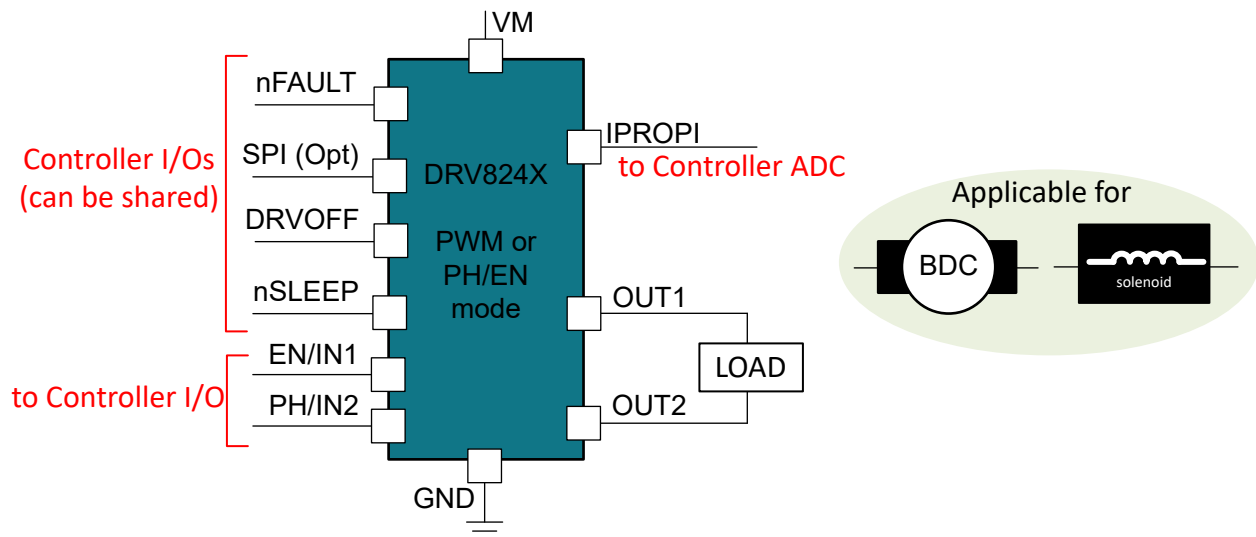 VM
nFAULT
SPI (Opt)
DRVOFF
nSLEEP
EN/IN1
PH/IN2
Controller I/Os
(can be shared)
to Controller I/O
DRV824X
PWM or
PH/EN
mode
IPROPI
to Controller ADC
OUT1
LOAD
OUT2
GND
Applicable for
BDC
solenoid